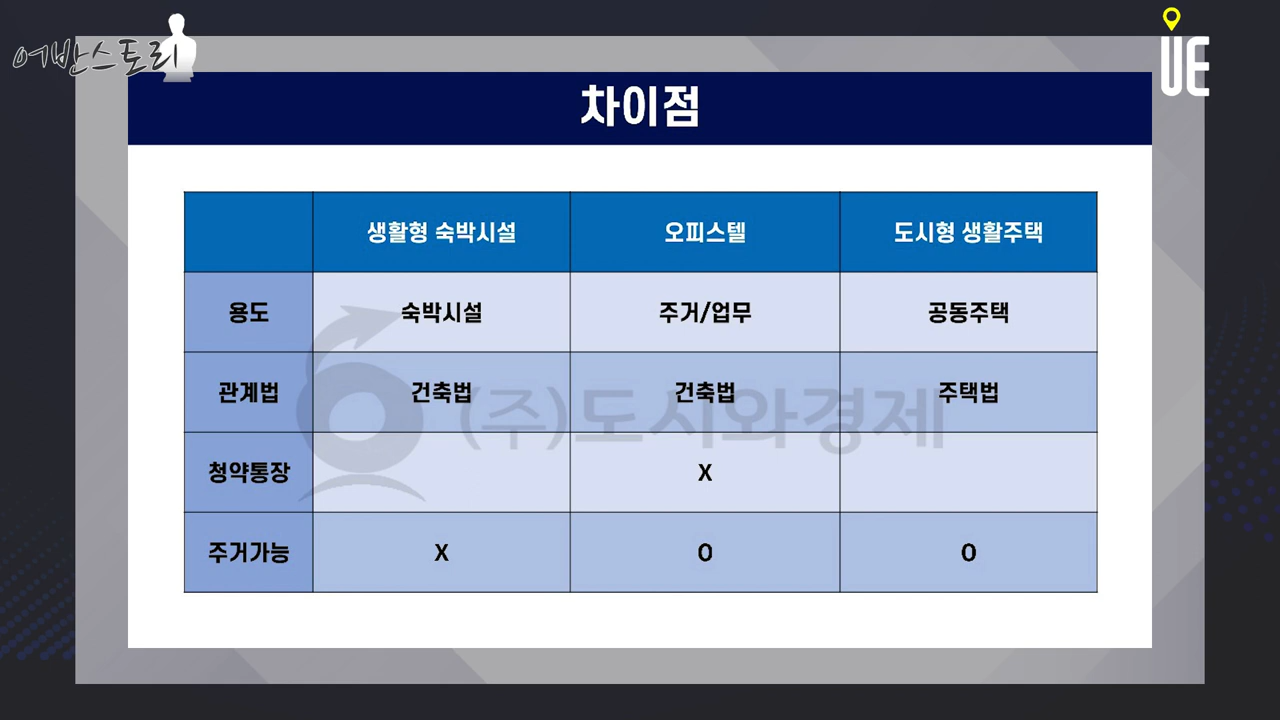 어반스토리
UE
차이점
생활형 숙박시설 오피스텔 도시형 생활주택
용도 숙박시설 주거/업무 공동주택
관계법 건축법 건축법 주택법
(주)도시와경제
청약통장 X
주거가능 X O O